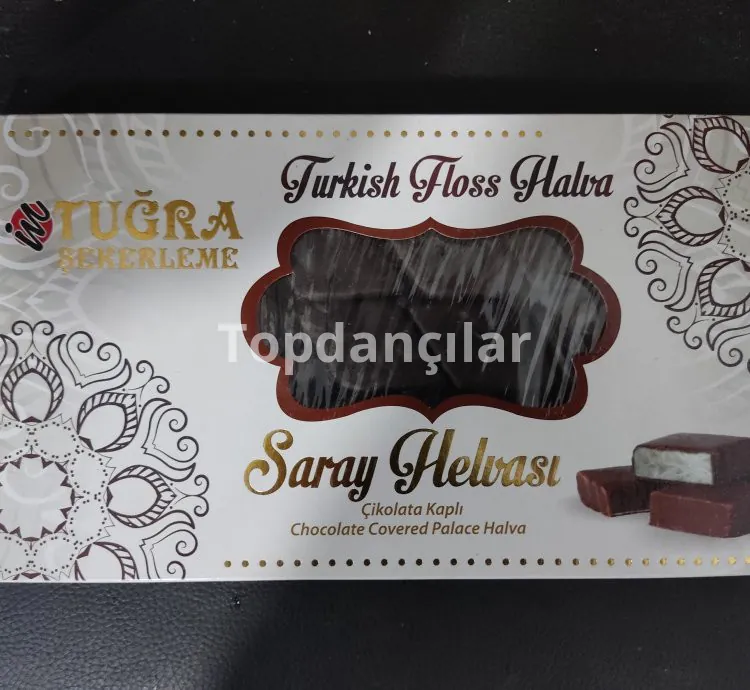 Turkish Floss Halva
TUĞRA
ŞEKERLEME
Topdançılar
Saray Helvası
Çikolata Kaplı
Chocolate Covered Palace Halva